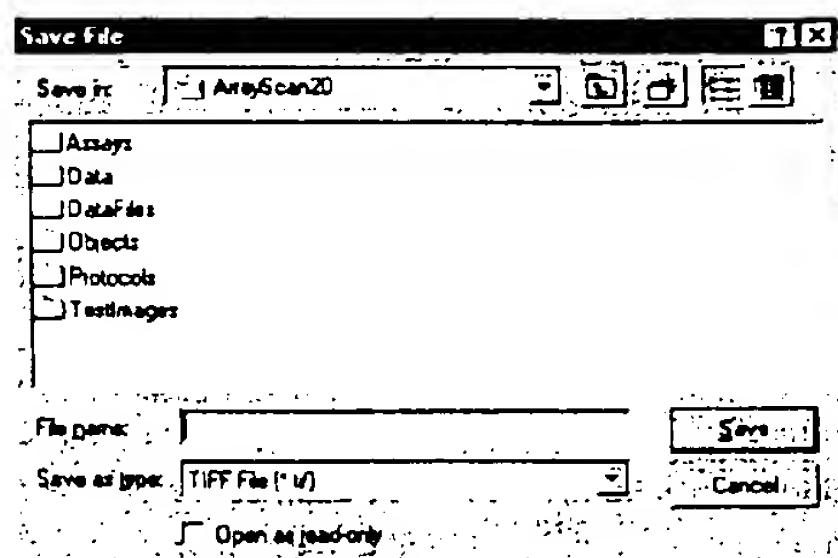 Save File
Save in: ArrayScan20
Assays
Data
DataFiles
Objects
Protocols
TestImages
File name:
Save
Save as type: TIFF File (*.tif)
Cancel
Open as read-only